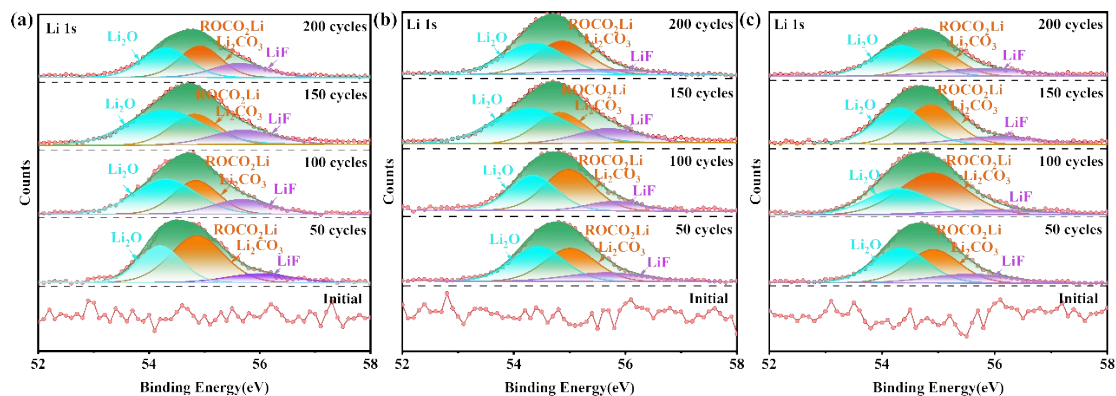 (a) Li 1s 200 cycles
ROCO₂Li
Li₂O Li₂CO₃
LiF
150 cycles
ROCO₂Li
Li₂O Li₂CO₃
LiF
100 cycles
ROCO₂Li
Li₂O Li₂CO₃
LiF
50 cycles
ROCO₂Li
Li₂O Li₂CO₃
LiF
Initial
Counts
52 54 56 58
Binding Energy(eV)
(b) Li 1s 200 cycles
ROCO₂Li
Li₂O Li₂CO₃
LiF
150 cycles
ROCO₂Li
Li₂O Li₂CO₃
LiF
100 cycles
ROCO₂Li
Li₂O Li₂CO₃
LiF
50 cycles
ROCO₂Li
Li₂O Li₂CO₃
LiF
Initial
Counts
52 54 56 58
Binding Energy(eV)
(c) Li 1s 200 cycles
ROCO₂Li
Li₂O Li₂CO₃
LiF
150 cycles
ROCO₂Li
Li₂O Li₂CO₃
LiF
100 cycles
ROCO₂Li
Li₂O Li₂CO₃
LiF
50 cycles
ROCO₂Li
Li₂O Li₂CO₃
LiF
Initial
Counts
52 54 56 58
Binding Energy(eV)